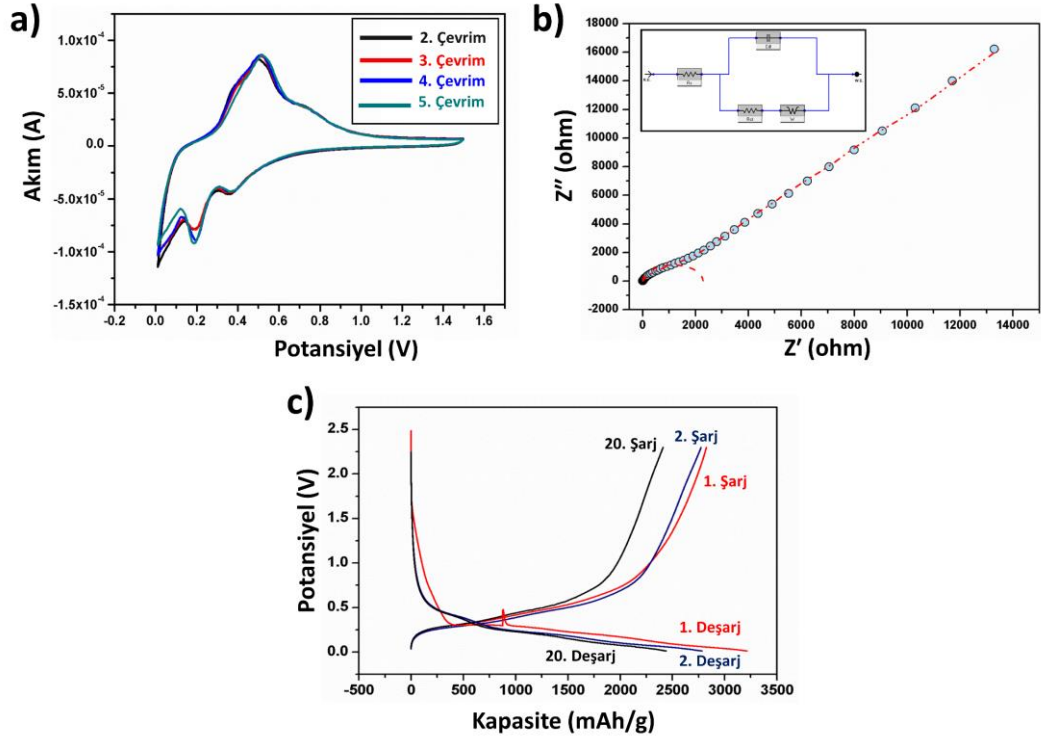 a)
2. Çevrim
3. Çevrim
4. Çevrim
5. Çevrim
Akım (A)
1.0x10⁻⁴
5.0x10⁻⁵
0.0
-5.0x10⁻⁵
-1.0x10⁻⁴
-1.5x10⁻⁴
-0.2 0.0 0.2 0.4 0.6 0.8 1.0 1.2 1.4 1.6
Potansiyel (V)
b)
Z'' (ohm)
18000
16000
14000
12000
10000
8000
6000
4000
2000
0
-2000
0 2000 4000 6000 8000 10000 12000 14000
Z' (ohm)
c)
Potansiyel (V)
2.5
2.0
1.5
1.0
0.5
0.0
20. Şarj
2. Şarj
1. Şarj
1. Deşarj
20. Deşarj
2. Deşarj
-500 0 500 1000 1500 2000 2500 3000 3500
Kapasite (mAh/g)